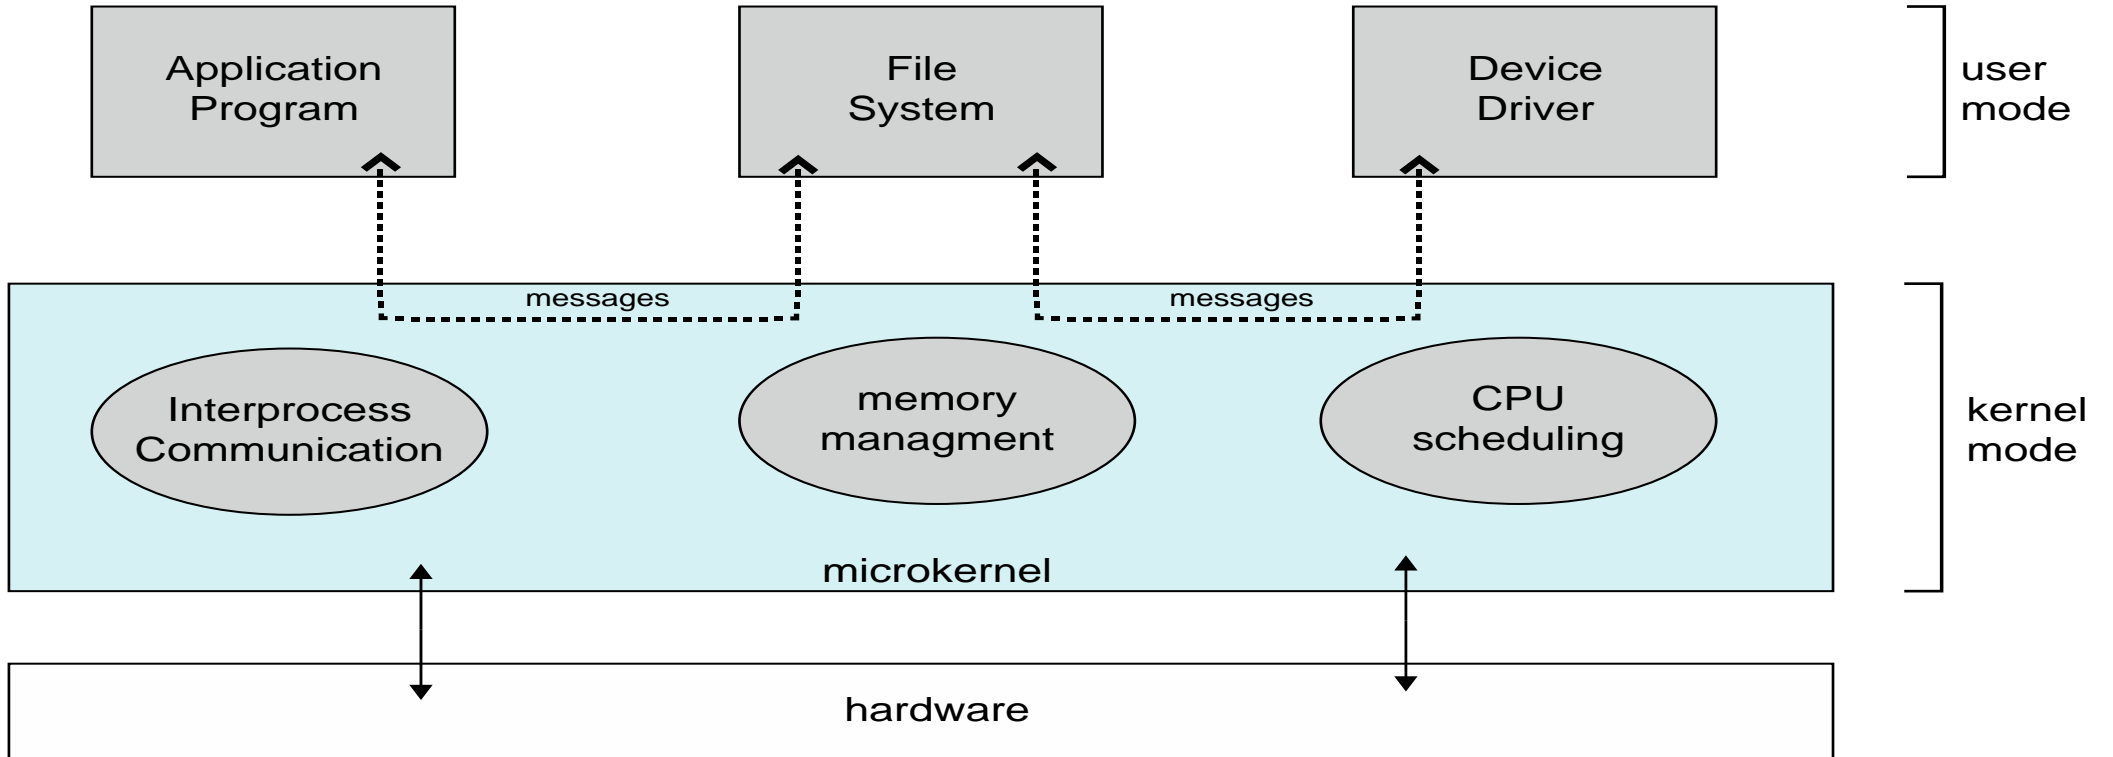 Application
Program
File
System
Device
Driver
user
mode
messages
messages
Interprocess
Communication
memory
managment
CPU
scheduling
kernel
mode
microkernel
hardware